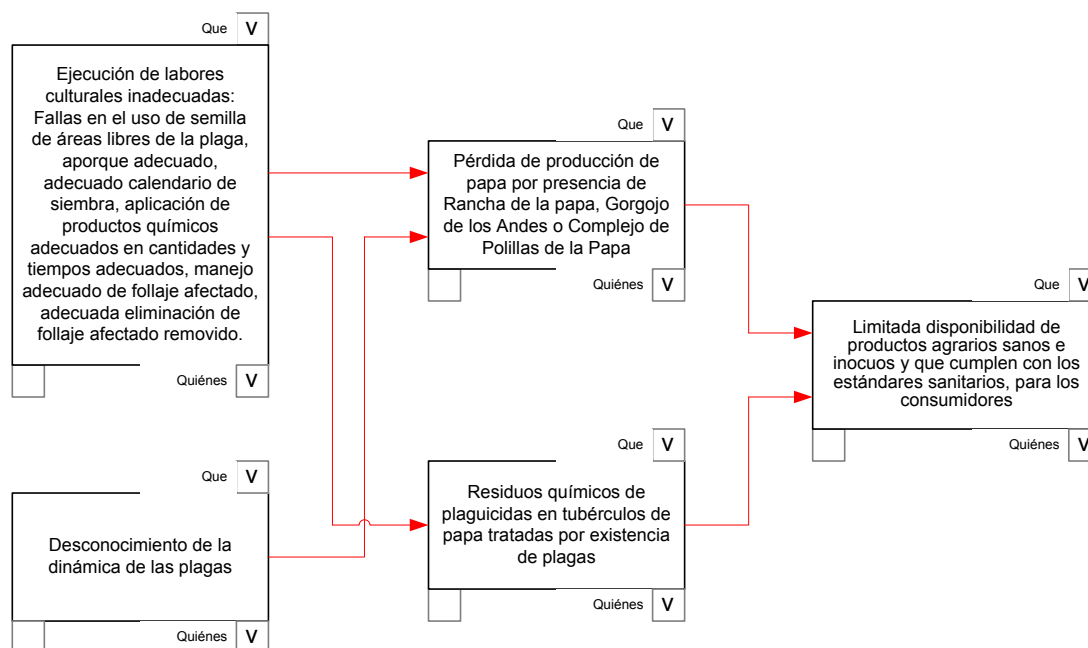 Que V
Ejecución de labores
culturales inadecuadas:
Fallas en el uso de semilla
de áreas libres de la plaga,
aporque adecuado,
adecuado calendario de
siembra, aplicación de
productos químicos
adecuados en cantidades y
tiempos adecuados, manejo
adecuado de follaje afectado,
adecuada eliminación de
follaje afectado removido.
Quiénes V
Que V
Desconocimiento de la
dinámica de las plagas
Quiénes V
Que V
Pérdida de producción de
papa por presencia de
Rancha de la papa, Gorgojo
de los Andes o Complejo de
Polillas de la Papa
Quiénes V
Que V
Residuos químicos de
plaguicidas en tubérculos de
papa tratadas por existencia
de plagas
Quiénes V
Que V
Limitada disponibilidad de
productos agrarios sanos e
inocuos y que cumplen con los
estándares sanitarios, para los
consumidores
Quiénes V